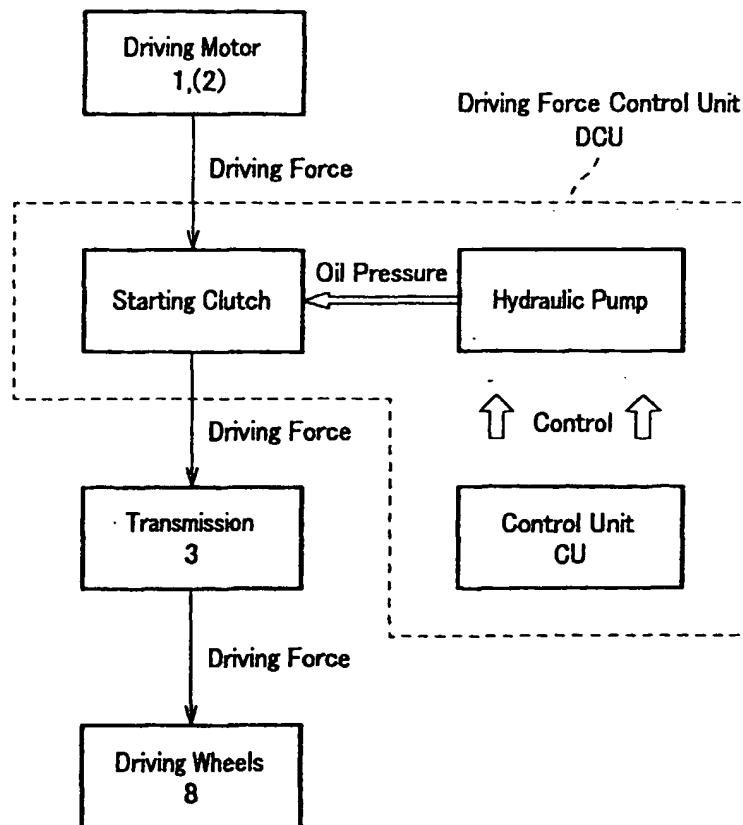 Driving Motor
1,(2)
Driving Force Control Unit
DCU
Driving Force
Starting Clutch
Oil Pressure
Hydraulic Pump
Driving Force
Control
Transmission
3
Control Unit
CU
Driving Force
Driving Wheels
8